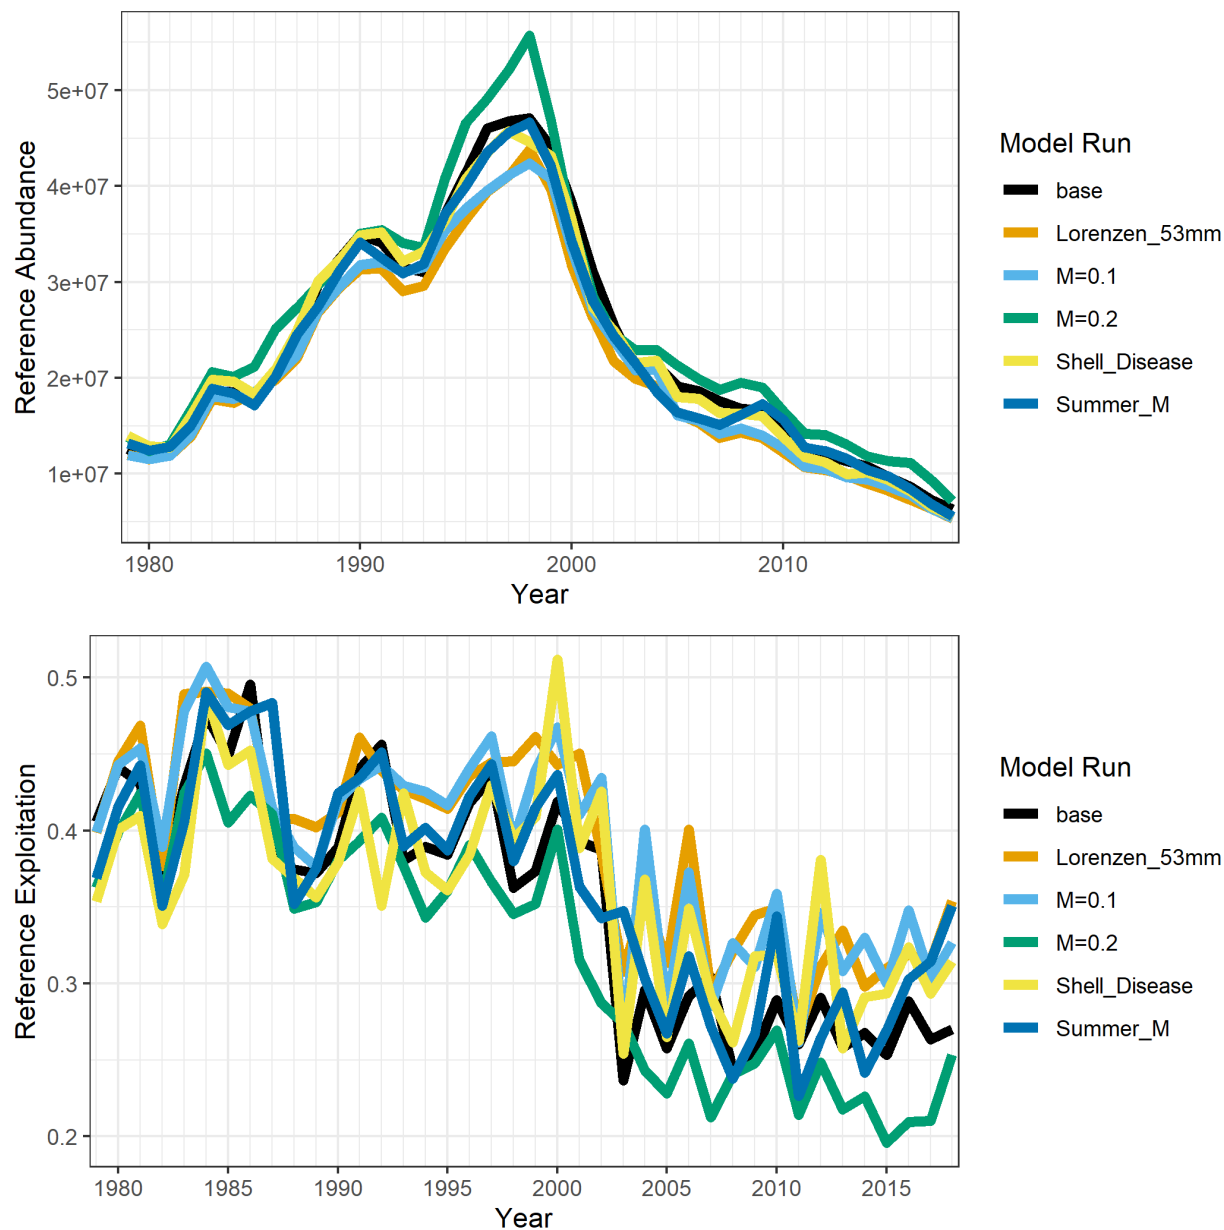 Reference Abundance
5e+07
4e+07
3e+07
2e+07
1e+07
1980 1990 2000 2010
Year
Model Run
base
Lorenzen_53mm
M=0.1
M=0.2
Shell_Disease
Summer_M
Reference Exploitation
0.5
0.4
0.3
0.2
1980 1985 1990 1995 2000 2005 2010 2015
Year
Model Run
base
Lorenzen_53mm
M=0.1
M=0.2
Shell_Disease
Summer_M